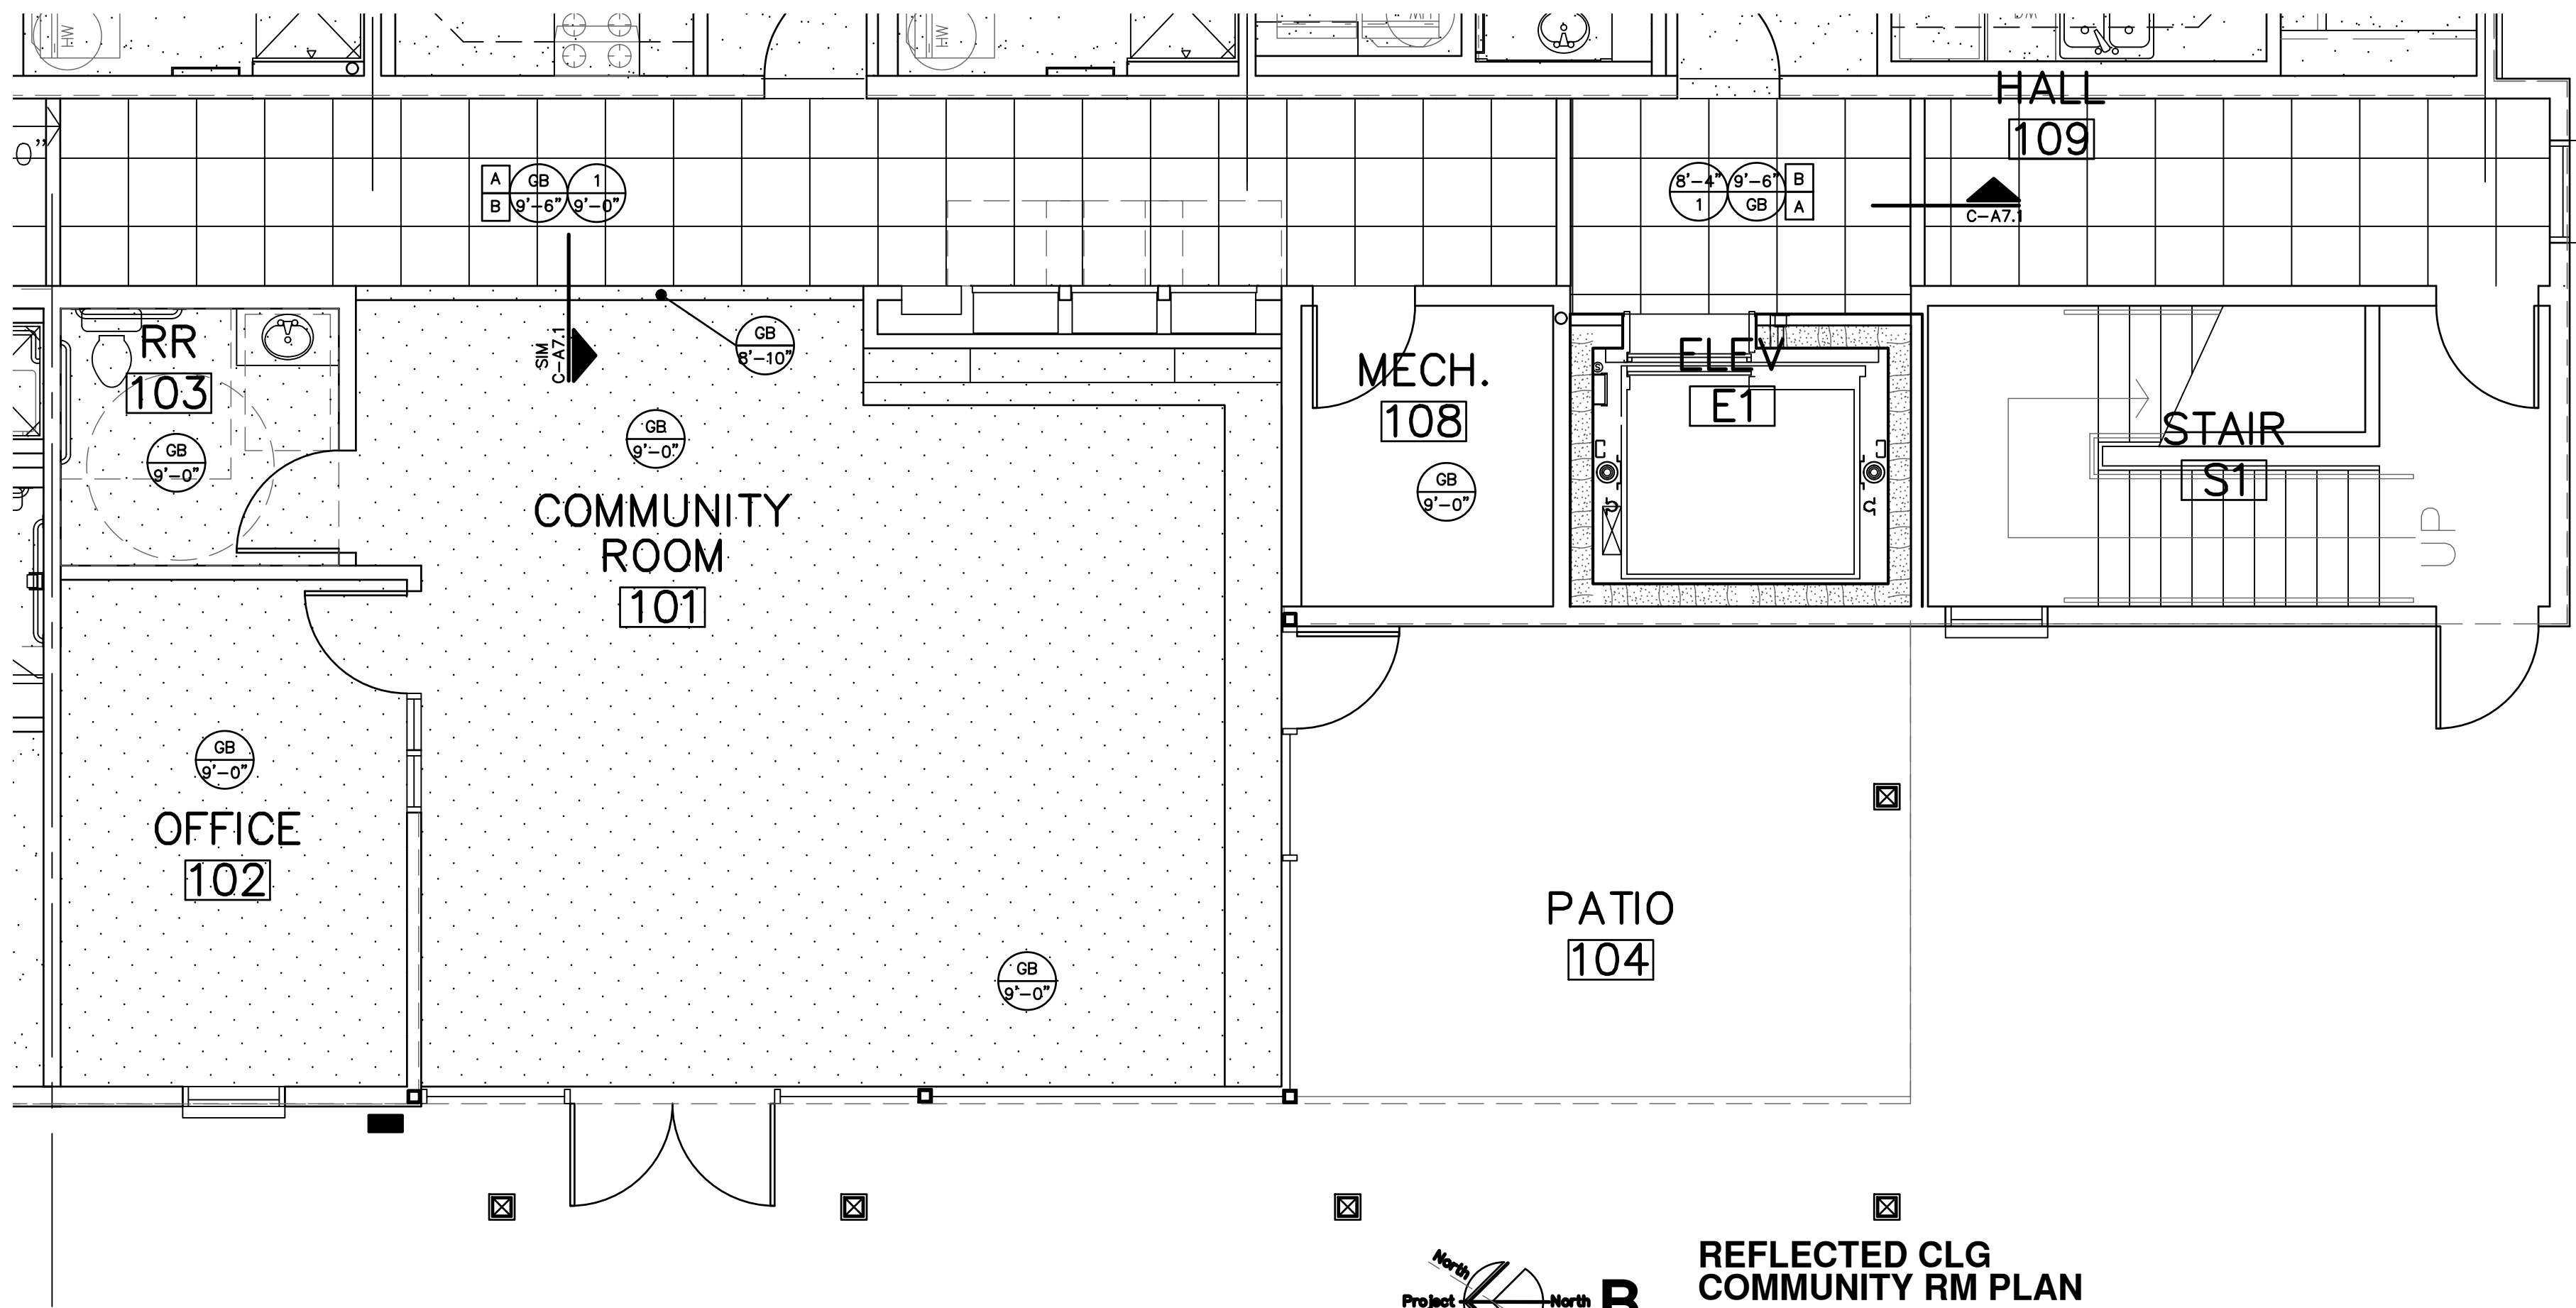 HW
HW
HALL
109
0"
A
B
GB
9'-6"
1
9'-0"
8'-4"
1
9'-6"
GB
B
A
C-A7.1
SIM
C-A7.1
GB
8'-10"
RR
103
GB
9'-0"
GB
9'-0"
COMMUNITY
ROOM
101
MECH.
108
GB
9'-0"
ELEV
E1
STAIR
S1
UP
GB
9'-0"
OFFICE
102
GB
9'-0"
PATIO
104
North
Project North
B
REFLECTED CLG
COMMUNITY RM PLAN